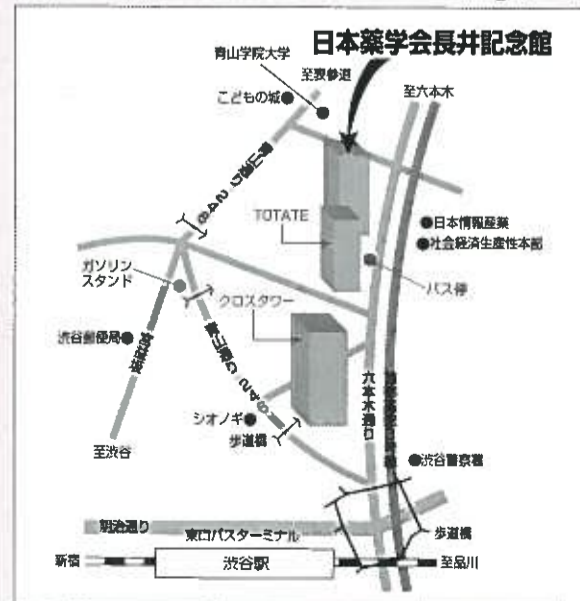 日本薬学会長井記念館
青山学院大学
至表参道
こどもの城
至六本木
青山通り246
TOTATE
日本情報産業
社会経済生産性本部
バス停
ガソリン
スタンド
クロスタワー
渋谷郵便局
六本木通り
シオノギ
歩道橋
至渋谷
渋谷警察署
明治通り
東口バスターミナル
歩道橋
新宿
渋谷駅
至品川